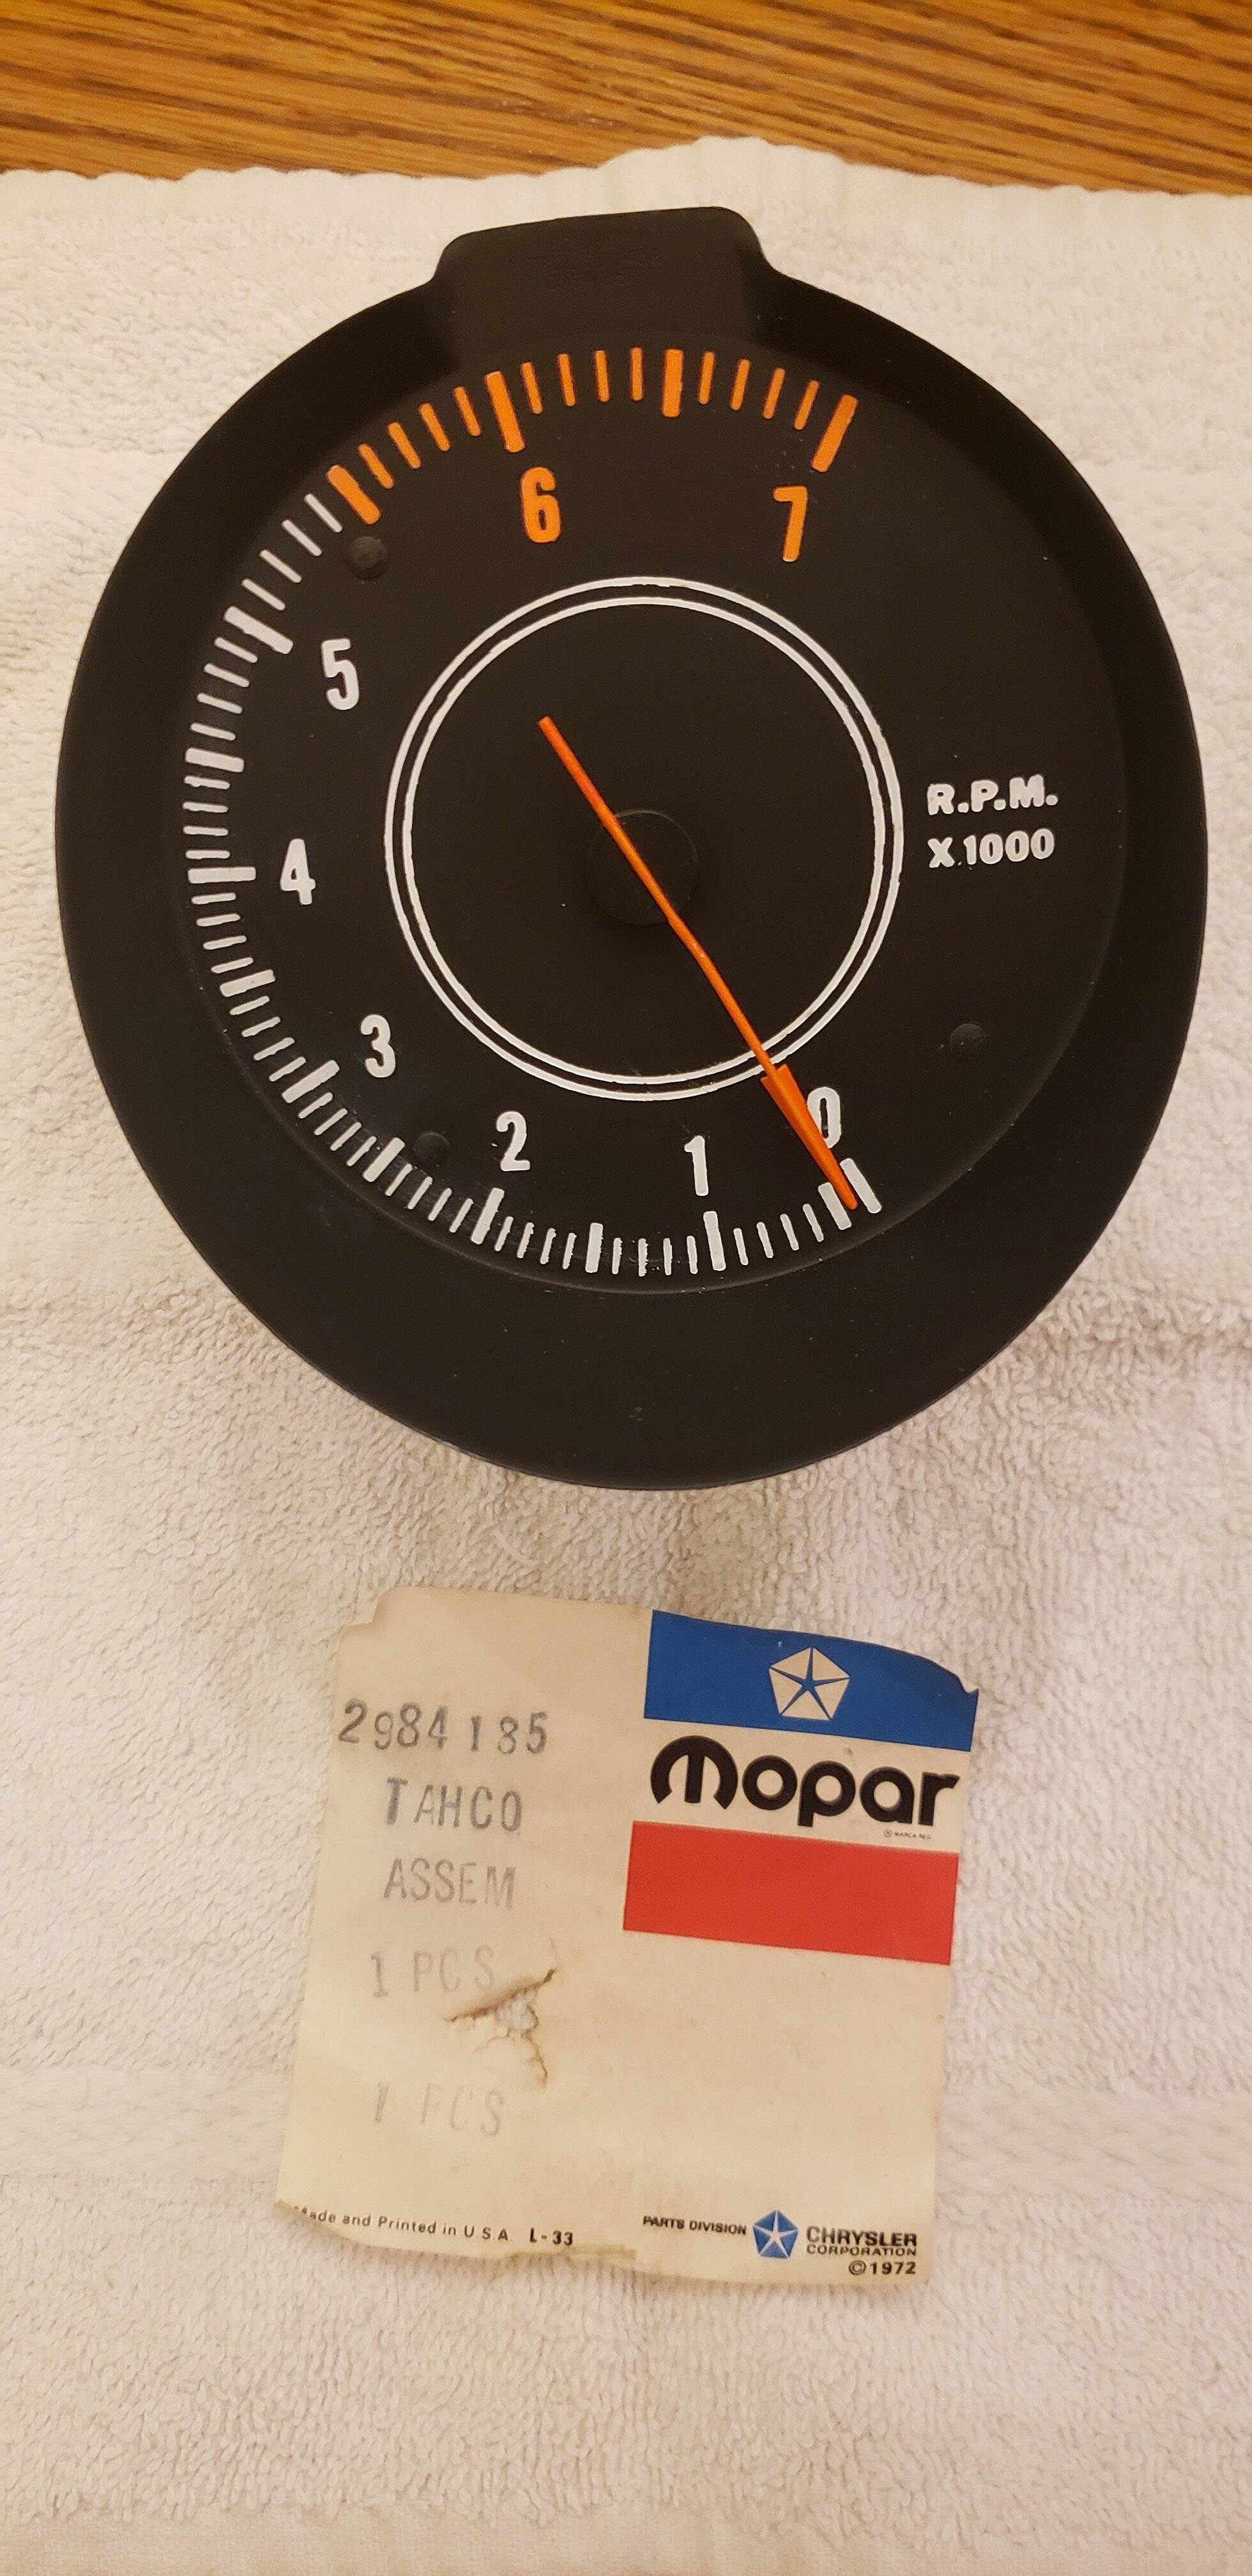 6
7
5
R.P.M.
X 1000
4
3
0
2
1
2984185
TAHCO
ASSEM
1 PCS
1 PCS
mopar
Made and Printed in U S A L-33
PARTS DIVISION
CHRYSLER
CORPORATION
©1972